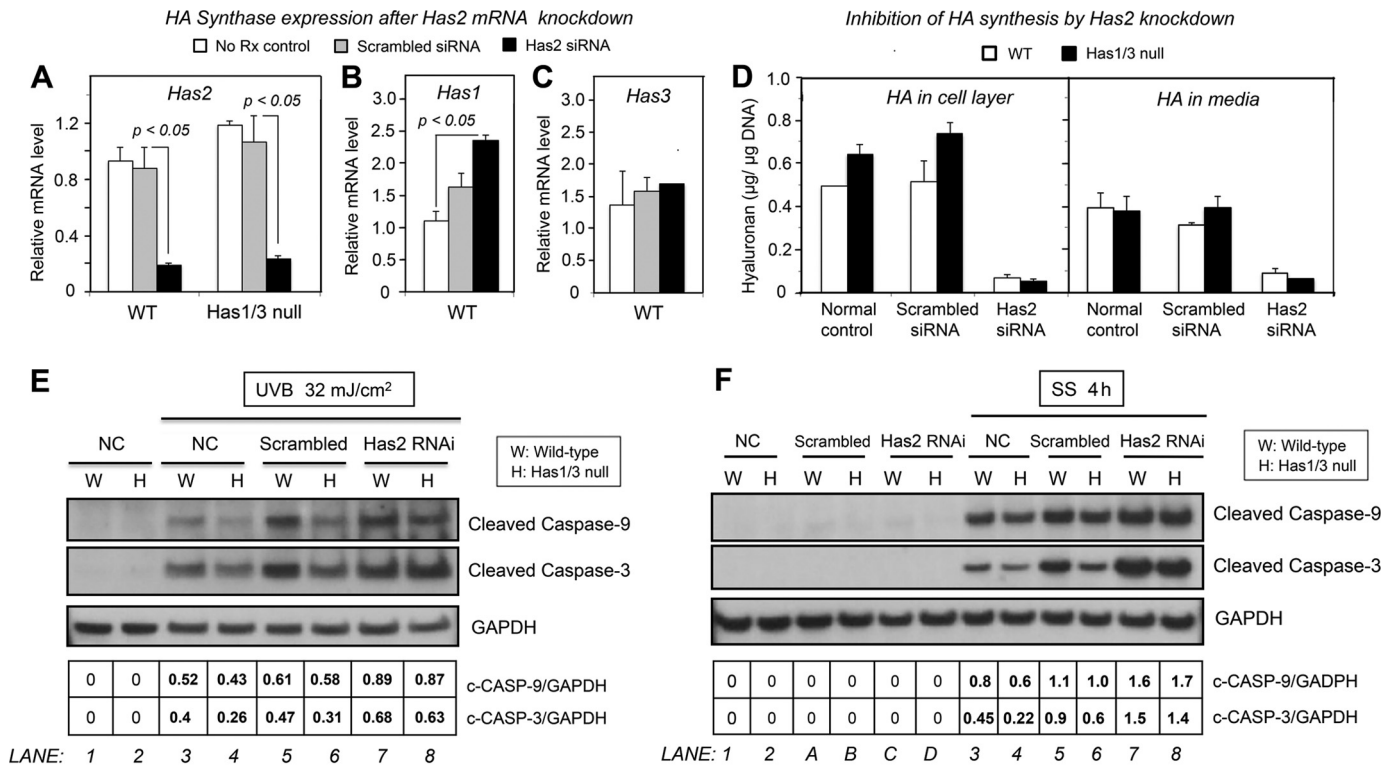 HA Synthase expression after Has2 mRNA knockdown
No Rx control Scrambled siRNA Has2 siRNA
Inhibition of HA synthesis by Has2 knockdown
WT Has1/3 null
A
Has2
Relative mRNA level
1.2
0.8
0.4
0
p < 0.05
p < 0.05
WT Has1/3 null
B
Has1
Relative mRNA level
3.0
2.5
2.0
1.5
1.0
0.5
0
p < 0.05
WT
C
Has3
Relative mRNA level
3.0
2.5
2.0
1.5
1.0
0.5
0
WT
D
HA in cell layer HA in media
Hyaluronan (µg/ µg DNA)
1.0
0.8
0.6
0.4
0.2
0
Normal control
Scrambled siRNA
Has2 siRNA
Normal control
Scrambled siRNA
Has2 siRNA
E
UVB 32 mJ/cm²
NC NC Scrambled Has2 RNAi
W H W H W H W H
W: Wild-type
H: Has1/3 null
Cleaved Caspase-9
Cleaved Caspase-3
GAPDH
0 0 0.52 0.43 0.61 0.58 0.89 0.87 c-CASP-9/GAPDH
0 0 0.4 0.26 0.47 0.31 0.68 0.63 c-CASP-3/GAPDH
LANE: 1 2 3 4 5 6 7 8
F
SS 4h
NC Scrambled Has2 RNAi NC Scrambled Has2 RNAi
W H W H W H W H W H W H
W: Wild-type
H: Has1/3 null
Cleaved Caspase-9
Cleaved Caspase-3
GAPDH
0 0 0 0 0 0 0.8 0.6 1.1 1.0 1.6 1.7 c-CASP-9/GADPH
0 0 0 0 0 0 0.45 0.22 0.9 0.6 1.5 1.4 c-CASP-3/GAPDH
LANE: 1 2 A B C D 3 4 5 6 7 8